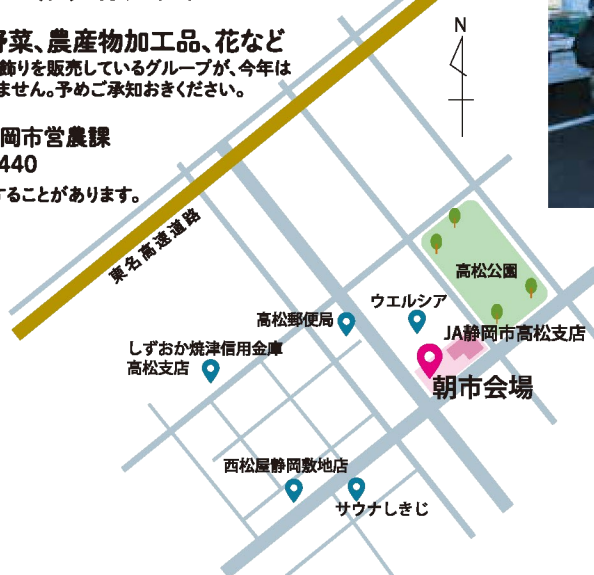 野菜、農産物加工品、花など
飾りを販売しているグループが、今年は
ません。予めご承知おきください。
岡市営農課
440
することがあります。
N
東名高速道路
高松公園
ウエルシア
高松郵便局
JA静岡市高松支店
しずおか焼津信用金庫
高松支店
朝市会場
西松屋静岡敷地店
サウナしきじ